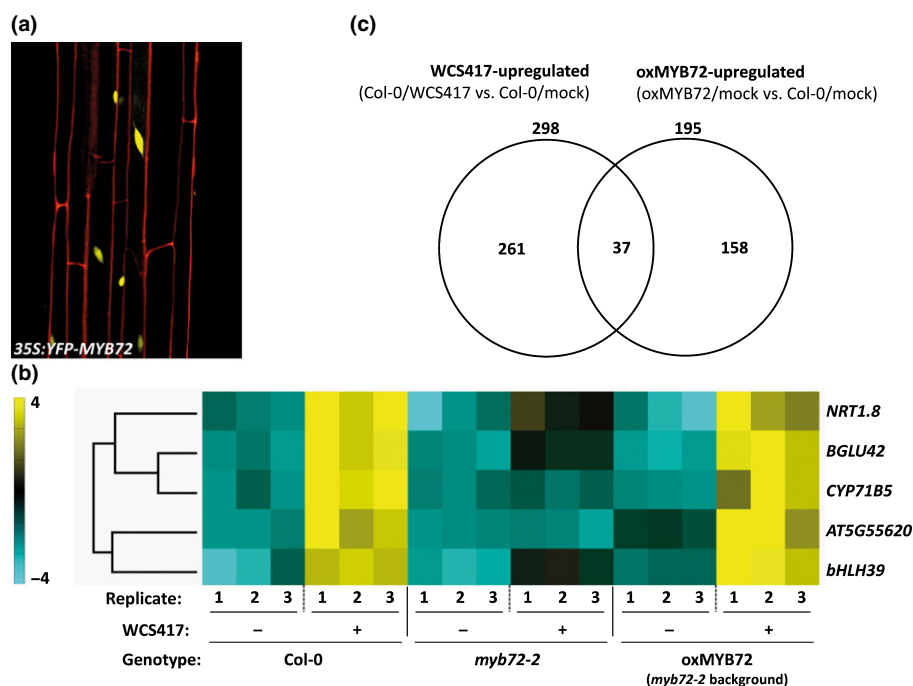 (a)
35S:YFP-MYB72
(c)
WCS417-upregulated
(Col-0/WCS417 vs. Col-0/mock)
oxMYB72-upregulated
(oxMYB72/mock vs. Col-0/mock)
298
195
261
37
158
(b)
4
−4
NRT1.8
BGLU42
CYP71B5
AT5G55620
bHLH39
Replicate: 1 2 3 1 2 3 1 2 3 1 2 3 1 2 3 1 2 3
WCS417: – + – + – +
Genotype: Col-0 myb72-2 oxMYB72
(myb72-2 background)